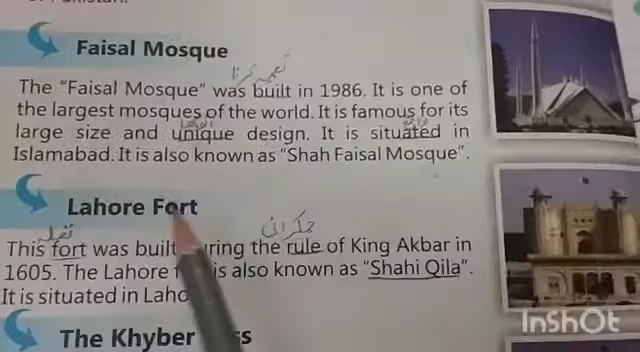 Faisal Mosque
تعمیر کرنا
The "Faisal Mosque" was built in 1986. It is one of
the largest mosques of the world. It is famous for its
large size and unique design. It is situated in
Islamabad. It is also known as "Shah Faisal Mosque".
Lahore Fort
قلعہ حکمرانی
This fort was built during the rule of King Akbar in
1605. The Lahore is also known as "Shahi Qila".
It is situated in Laho
The Khyber ss
InShOt